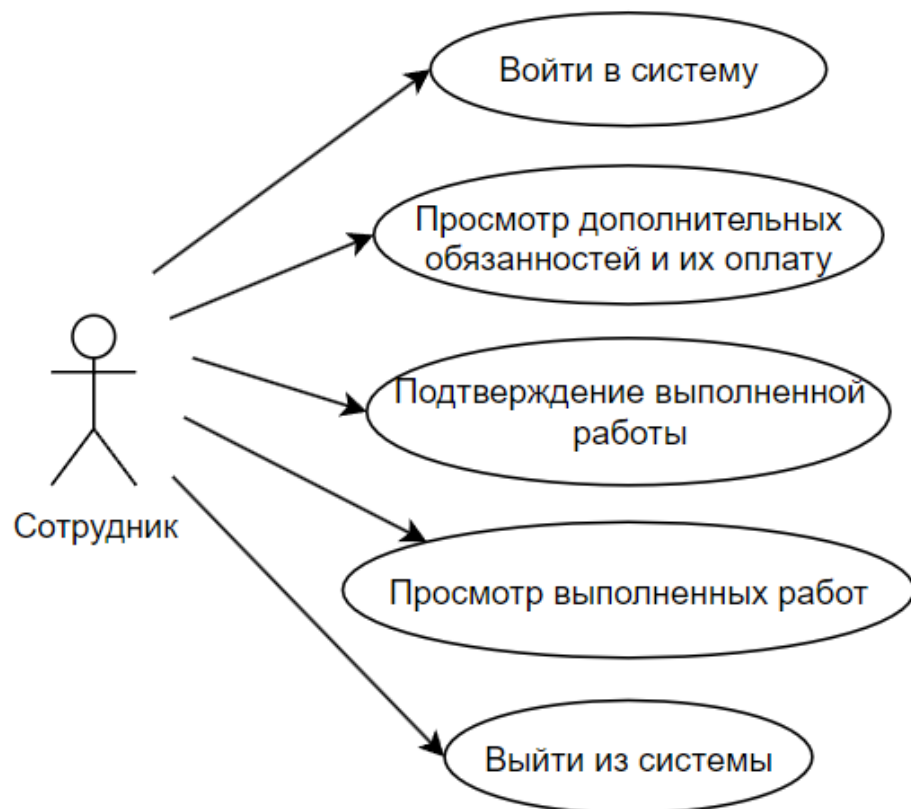 Войти в систему
Просмотр дополнительных
обязанностей и их оплату
Подтверждение выполненной
работы
Сотрудник
Просмотр выполненных работ
Выйти из системы